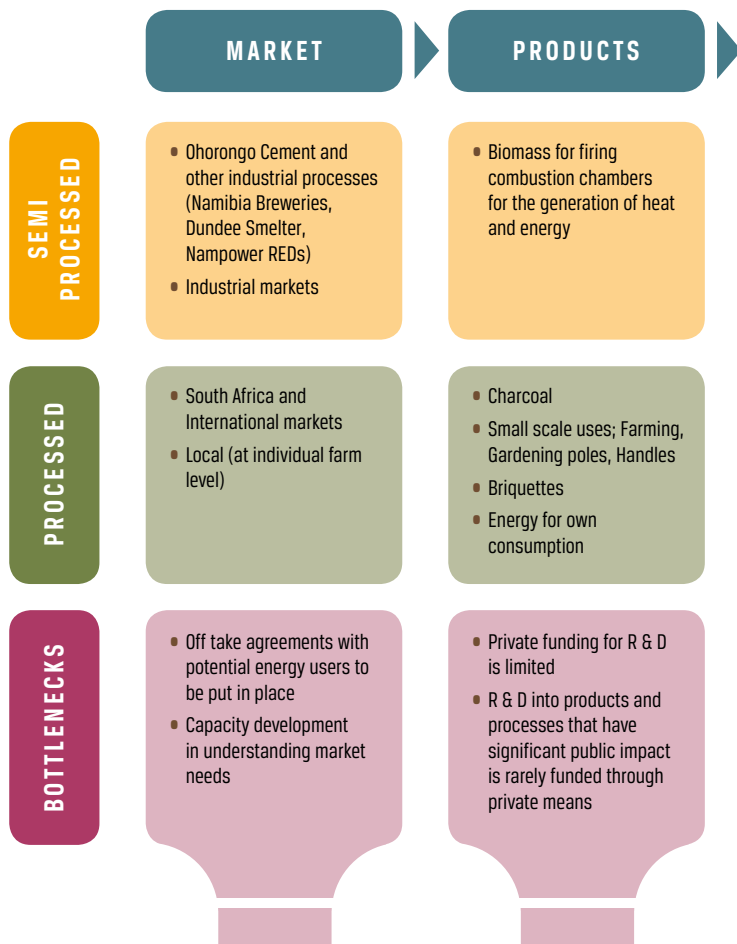 MARKET
PRODUCTS
SEMI
PROCESSED
• Ohorongo Cement and
other industrial processes
(Namibia Breweries,
Dundee Smelter,
Nampower REDs)
• Industrial markets
• Biomass for firing
combustion chambers
for the generation of heat
and energy
PROCESSED
• South Africa and
International markets
• Local (at individual farm
level)
• Charcoal
• Small scale uses; Farming,
Gardening poles, Handles
• Briquettes
• Energy for own
consumption
BOTTLENECKS
• Off take agreements with
potential energy users to
be put in place
• Capacity development
in understanding market
needs
• Private funding for R & D
is limited
• R & D into products and
processes that have
significant public impact
is rarely funded through
private means